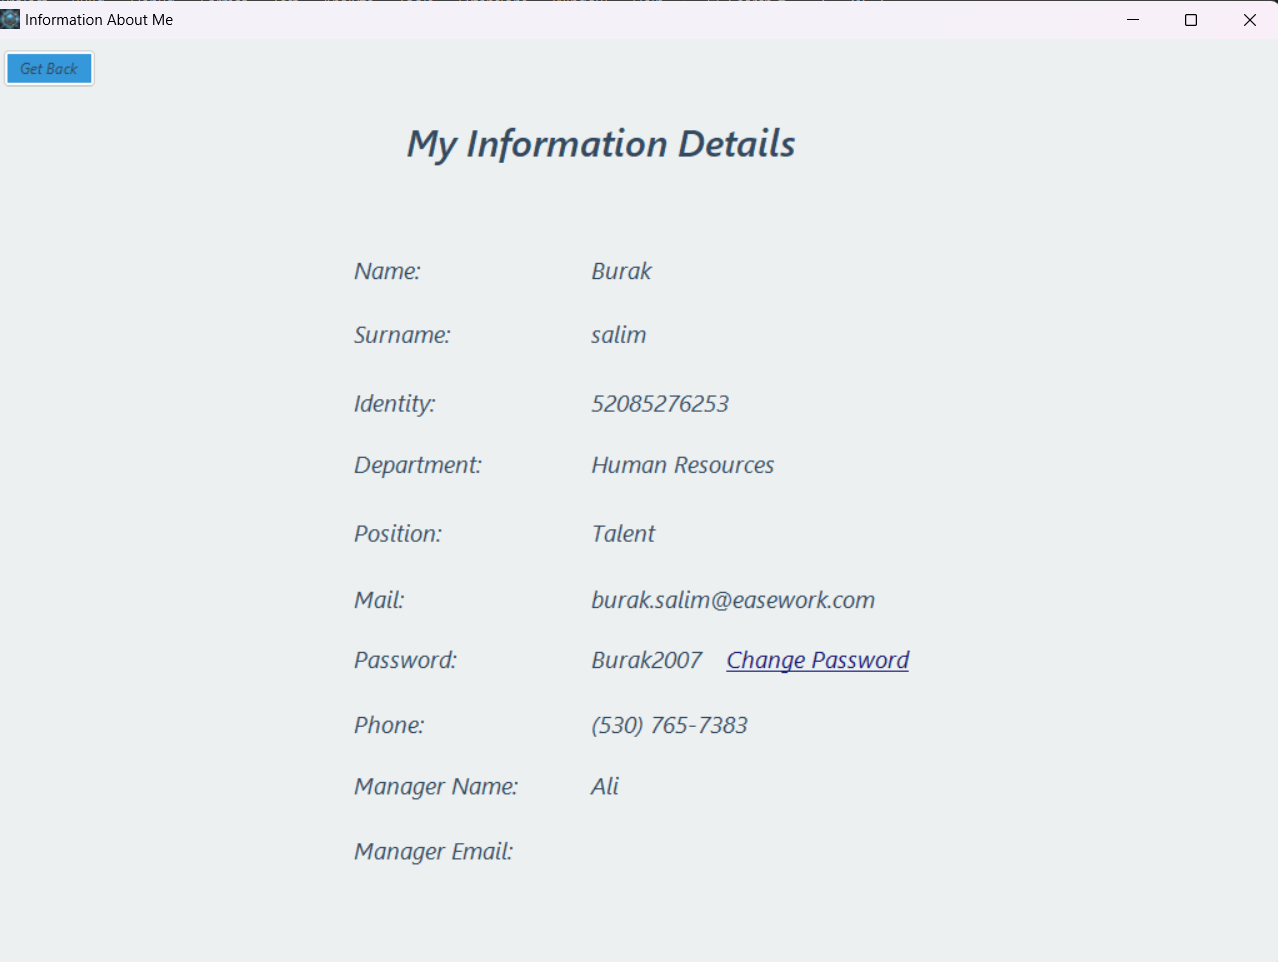 Information About Me
Get Back
My Information Details
Name: Burak
Surname: salim
Identity: 52085276253
Department: Human Resources
Position: Talent
Mail: burak.salim@easework.com
Password: Burak2007 Change Password
Phone: (530) 765-7383
Manager Name: Ali
Manager Email: